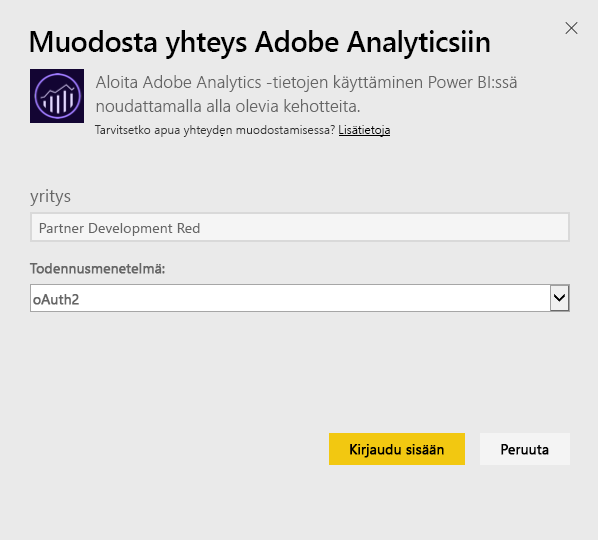 Muodosta yhteys Adobe Analyticsiin
Aloita Adobe Analytics -tietojen käyttäminen Power BI:ssä
noudattamalla alla olevia kehotteita.
Tarvitsetko apua yhteyden muodostamisessa? Lisätietoja
yritys
Partner Development Red
Todennusmenetelmä:
oAuth2
Kirjaudu sisään
Peruuta